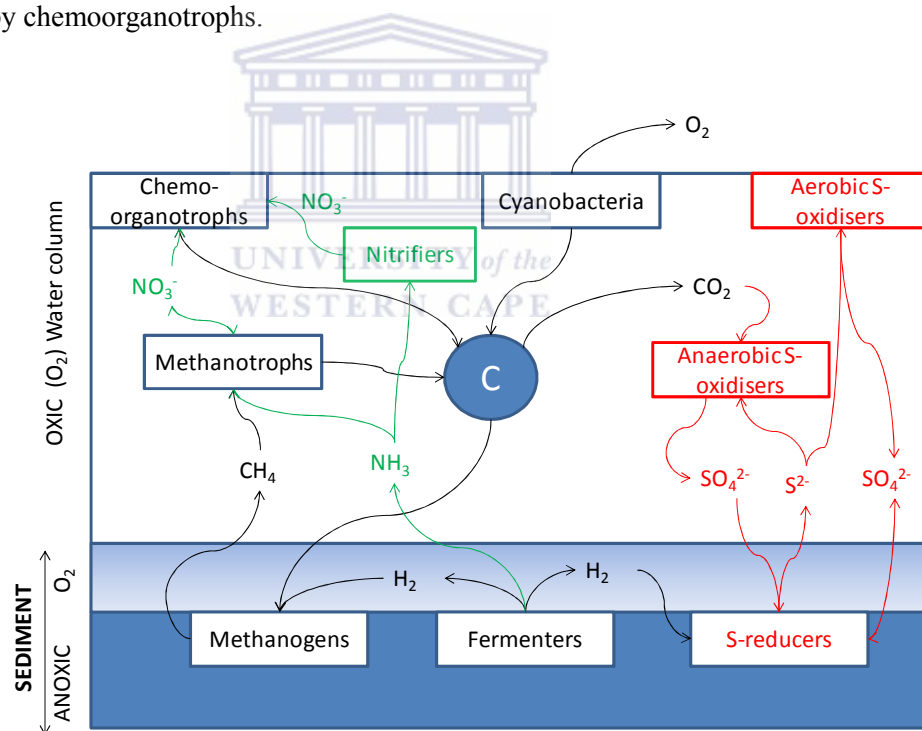 by chemoorganotrophs.
O₂
Chemo-
organotrophs
NO₃⁻
Cyanobacteria
Aerobic S-
oxidisers
UNIVERSITY of the
WESTERN CAPE
Nitrifiers
NO₃⁻
CO₂
Methanotrophs
C
Anaerobic S-
oxidisers
OXIC (O₂) Water column
CH₄
NH₃
SO₄²⁻
S²⁻
SO₄²⁻
SEDIMENT
O₂
ANOXIC
H₂
H₂
Methanogens
Fermenters
S-reducers